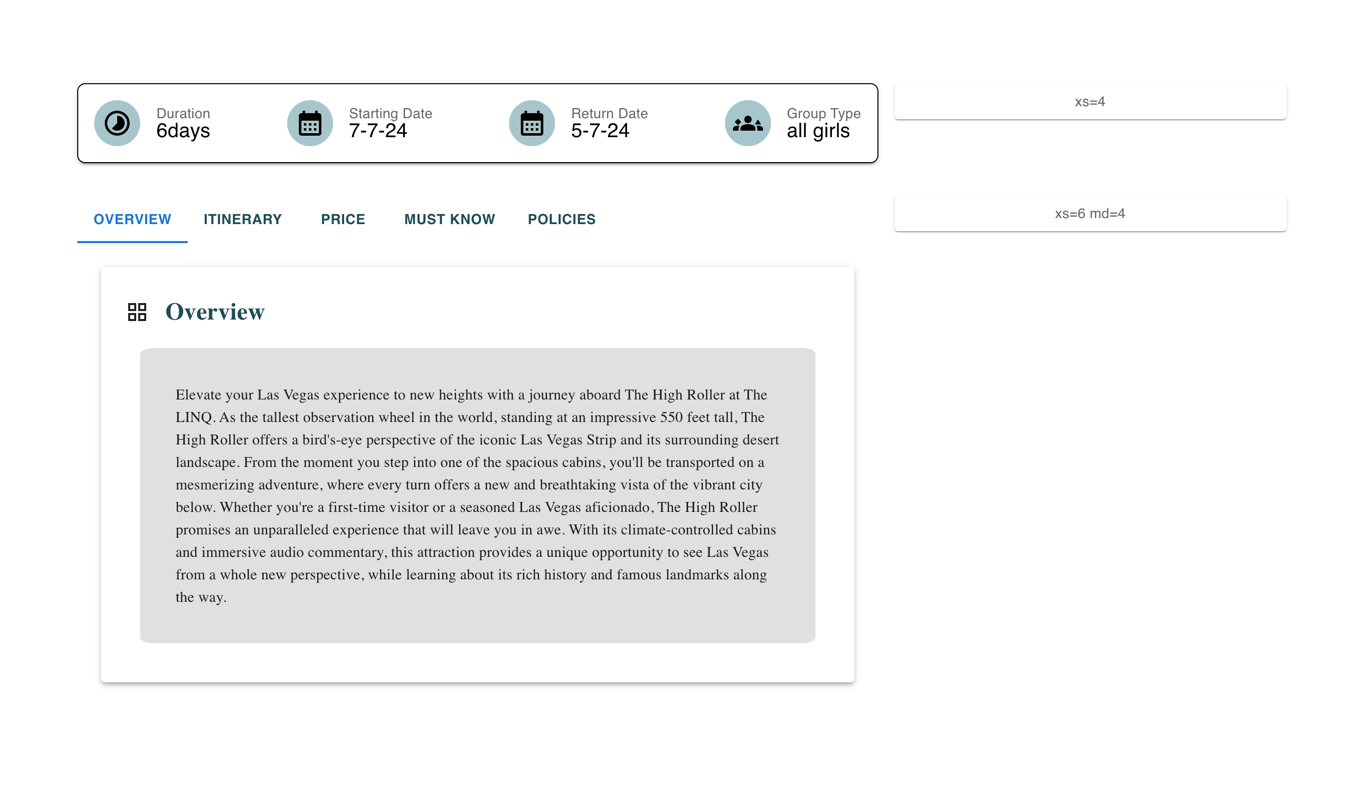 Duration
6days
Starting Date
7-7-24
Return Date
5-7-24
Group Type
all girls
xs=4
OVERVIEW
ITINERARY
PRICE
MUST KNOW
POLICIES
xs=6 md=4
Overview
Elevate your Las Vegas experience to new heights with a journey aboard The High Roller at The
LINQ. As the tallest observation wheel in the world, standing at an impressive 550 feet tall, The
High Roller offers a bird's-eye perspective of the iconic Las Vegas Strip and its surrounding desert
landscape. From the moment you step into one of the spacious cabins, you'll be transported on a
mesmerizing adventure, where every turn offers a new and breathtaking vista of the vibrant city
below. Whether you're a first-time visitor or a seasoned Las Vegas aficionado, The High Roller
promises an unparalleled experience that will leave you in awe. With its climate-controlled cabins
and immersive audio commentary, this attraction provides a unique opportunity to see Las Vegas
from a whole new perspective, while learning about its rich history and famous landmarks along
the way.